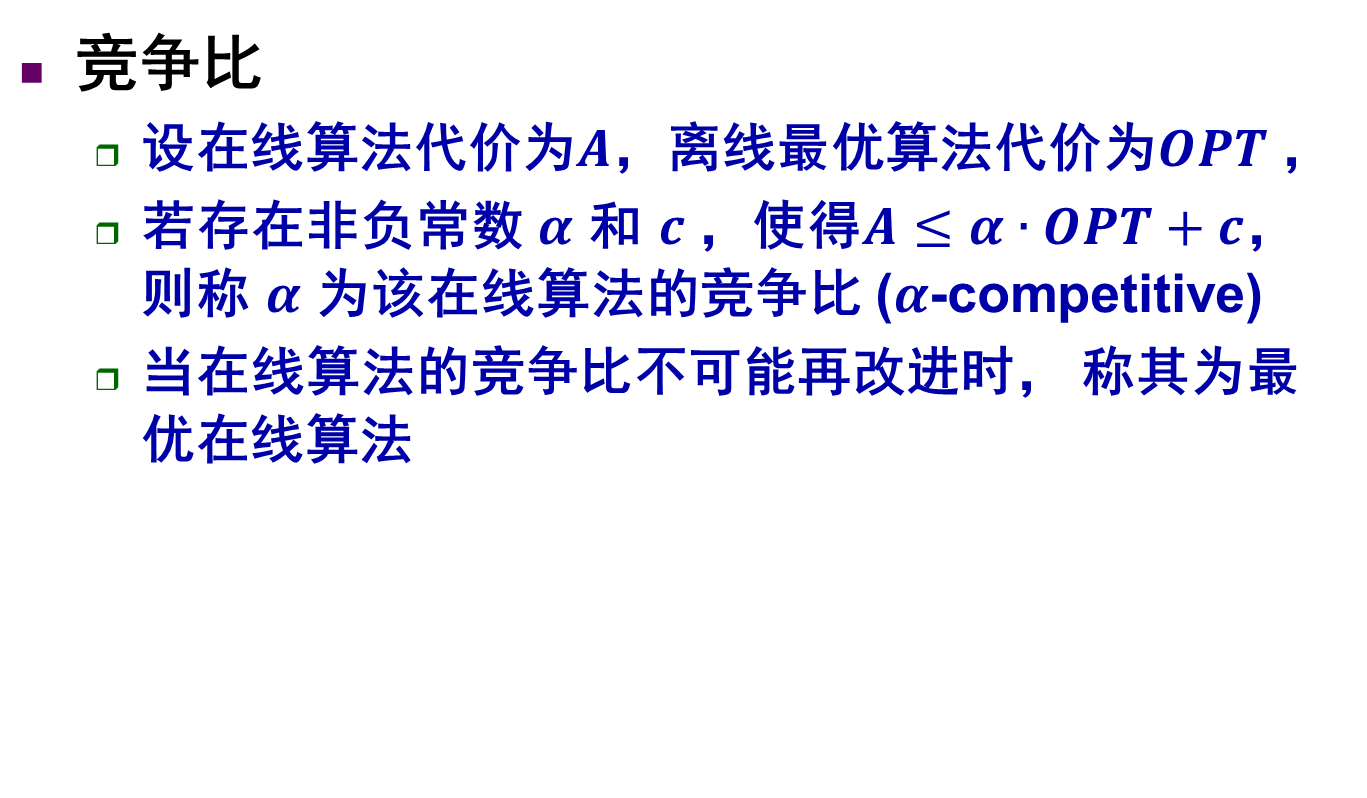 竞争比
设在线算法代价为A，离线最优算法代价为OPT，
若存在非负常数 α 和 c ，使得A ≤ α · OPT + c，
则称 α 为该在线算法的竞争比 (α-competitive)
当在线算法的竞争比不可能再改进时， 称其为最
优在线算法